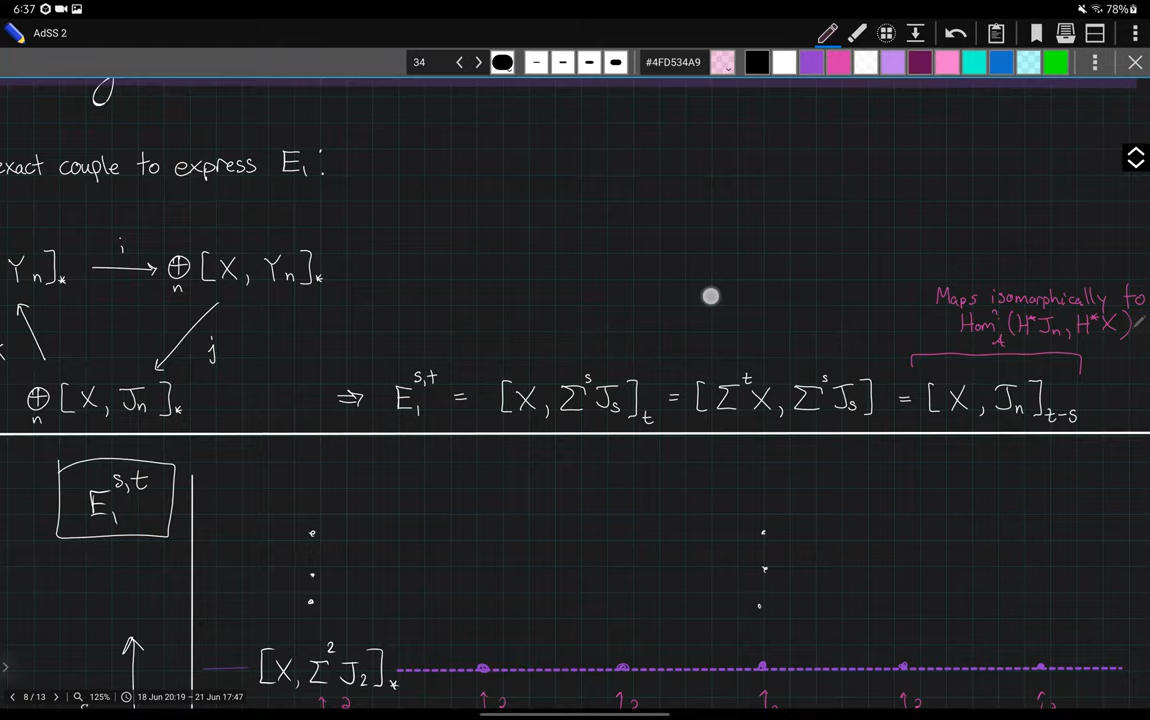 6:37
78%
AdSS 2
34
#4FD534A9
exact couple to express E₁:
Yₙ]⁎ → i ⊕ₙ [X, Yₙ]⁎
j
Maps isomorphically to
Hom_A(H*Jₙ, H*X)
⊕ₙ [X, Jₙ]⁎
⇒ E₁^{s,t} = [X, Σ^s J_s]_t = [Σ^t X, Σ^s J_s] = [X, Jₙ]_{t-s}
E₁^{s,t}
[X, Σ² J₂]⁎
8 / 13
125%
18 Jun 20:19 – 21 Jun 17:47